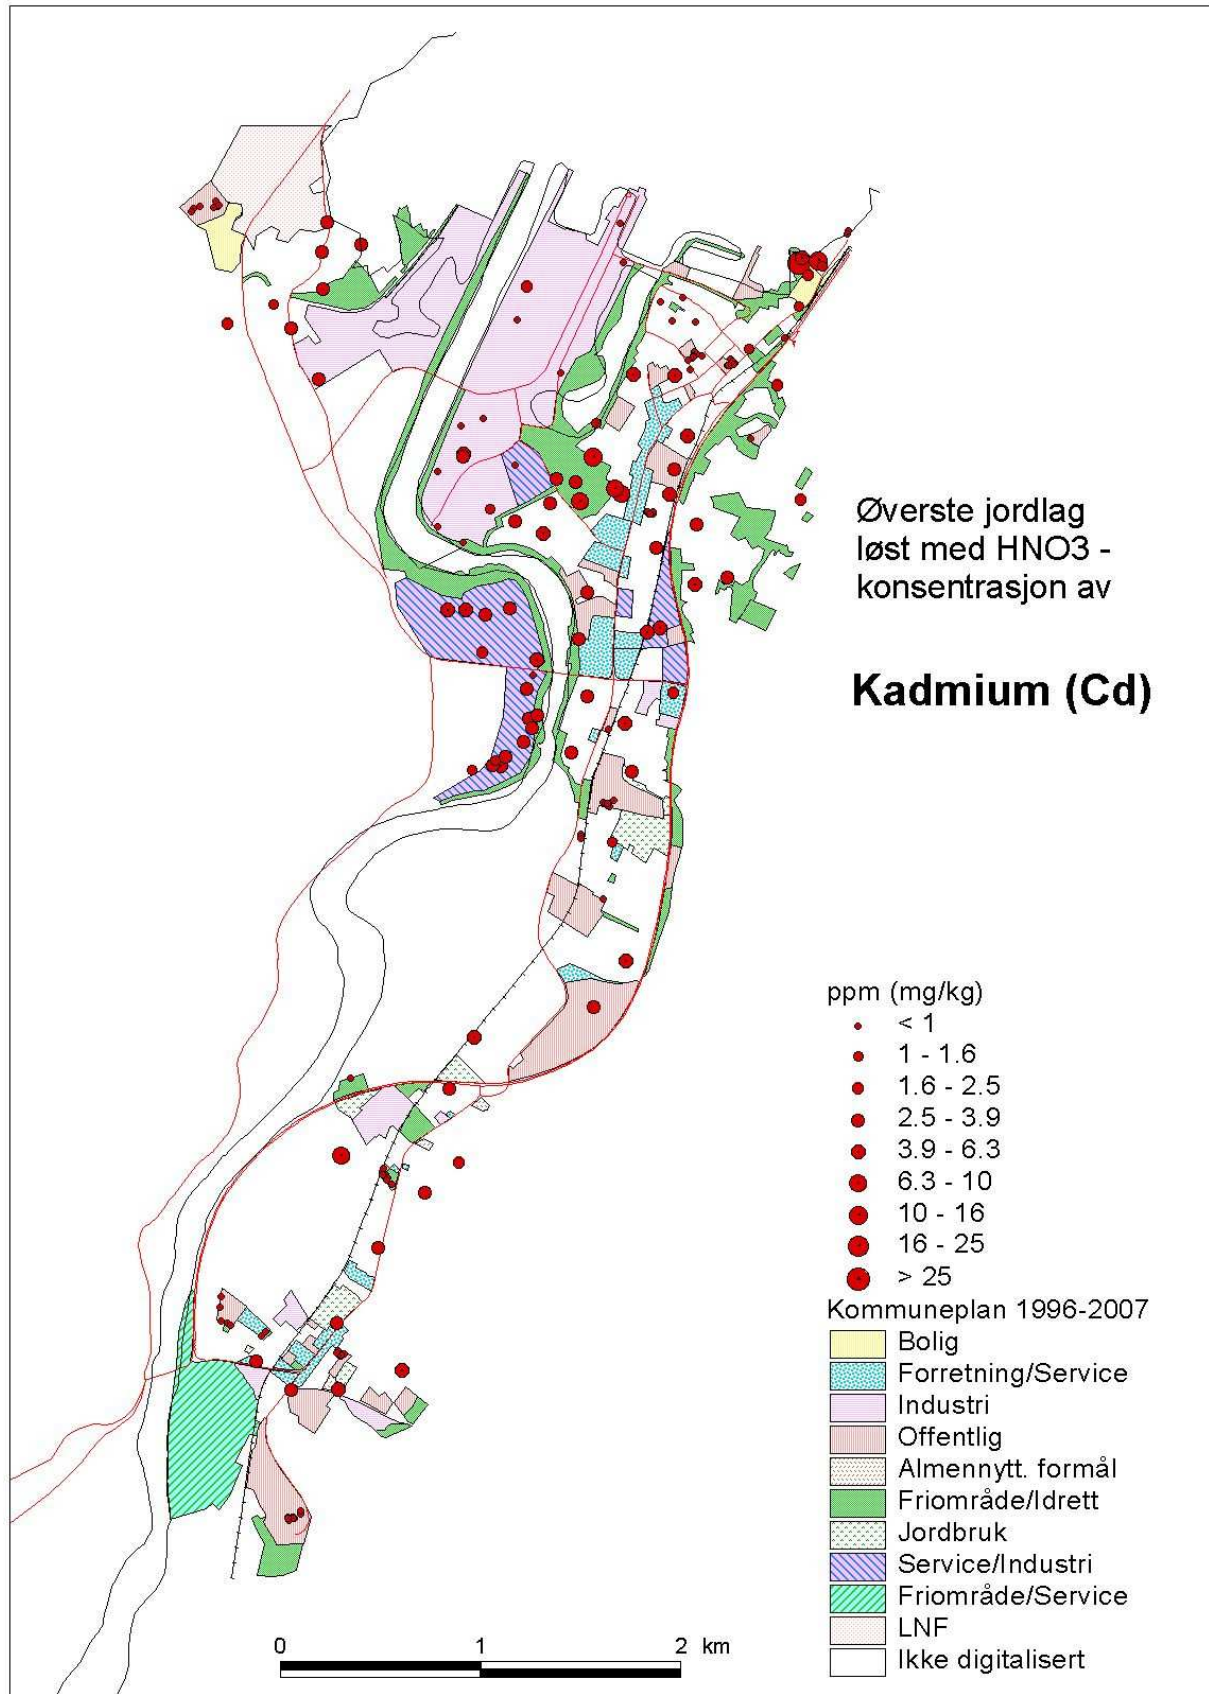 Øverste jordlag
løst med HNO3 -
konsentrasjon av
Kadmium (Cd)
ppm (mg/kg)
< 1
1 - 1.6
1.6 - 2.5
2.5 - 3.9
3.9 - 6.3
6.3 - 10
10 - 16
16 - 25
> 25
Kommuneplan 1996-2007
Bolig
Forretning/Service
Industri
Offentlig
Almennytt. formål
Friområde/Idrett
Jordbruk
Service/Industri
Friområde/Service
LNF
Ikke digitalisert
0 1 2 km